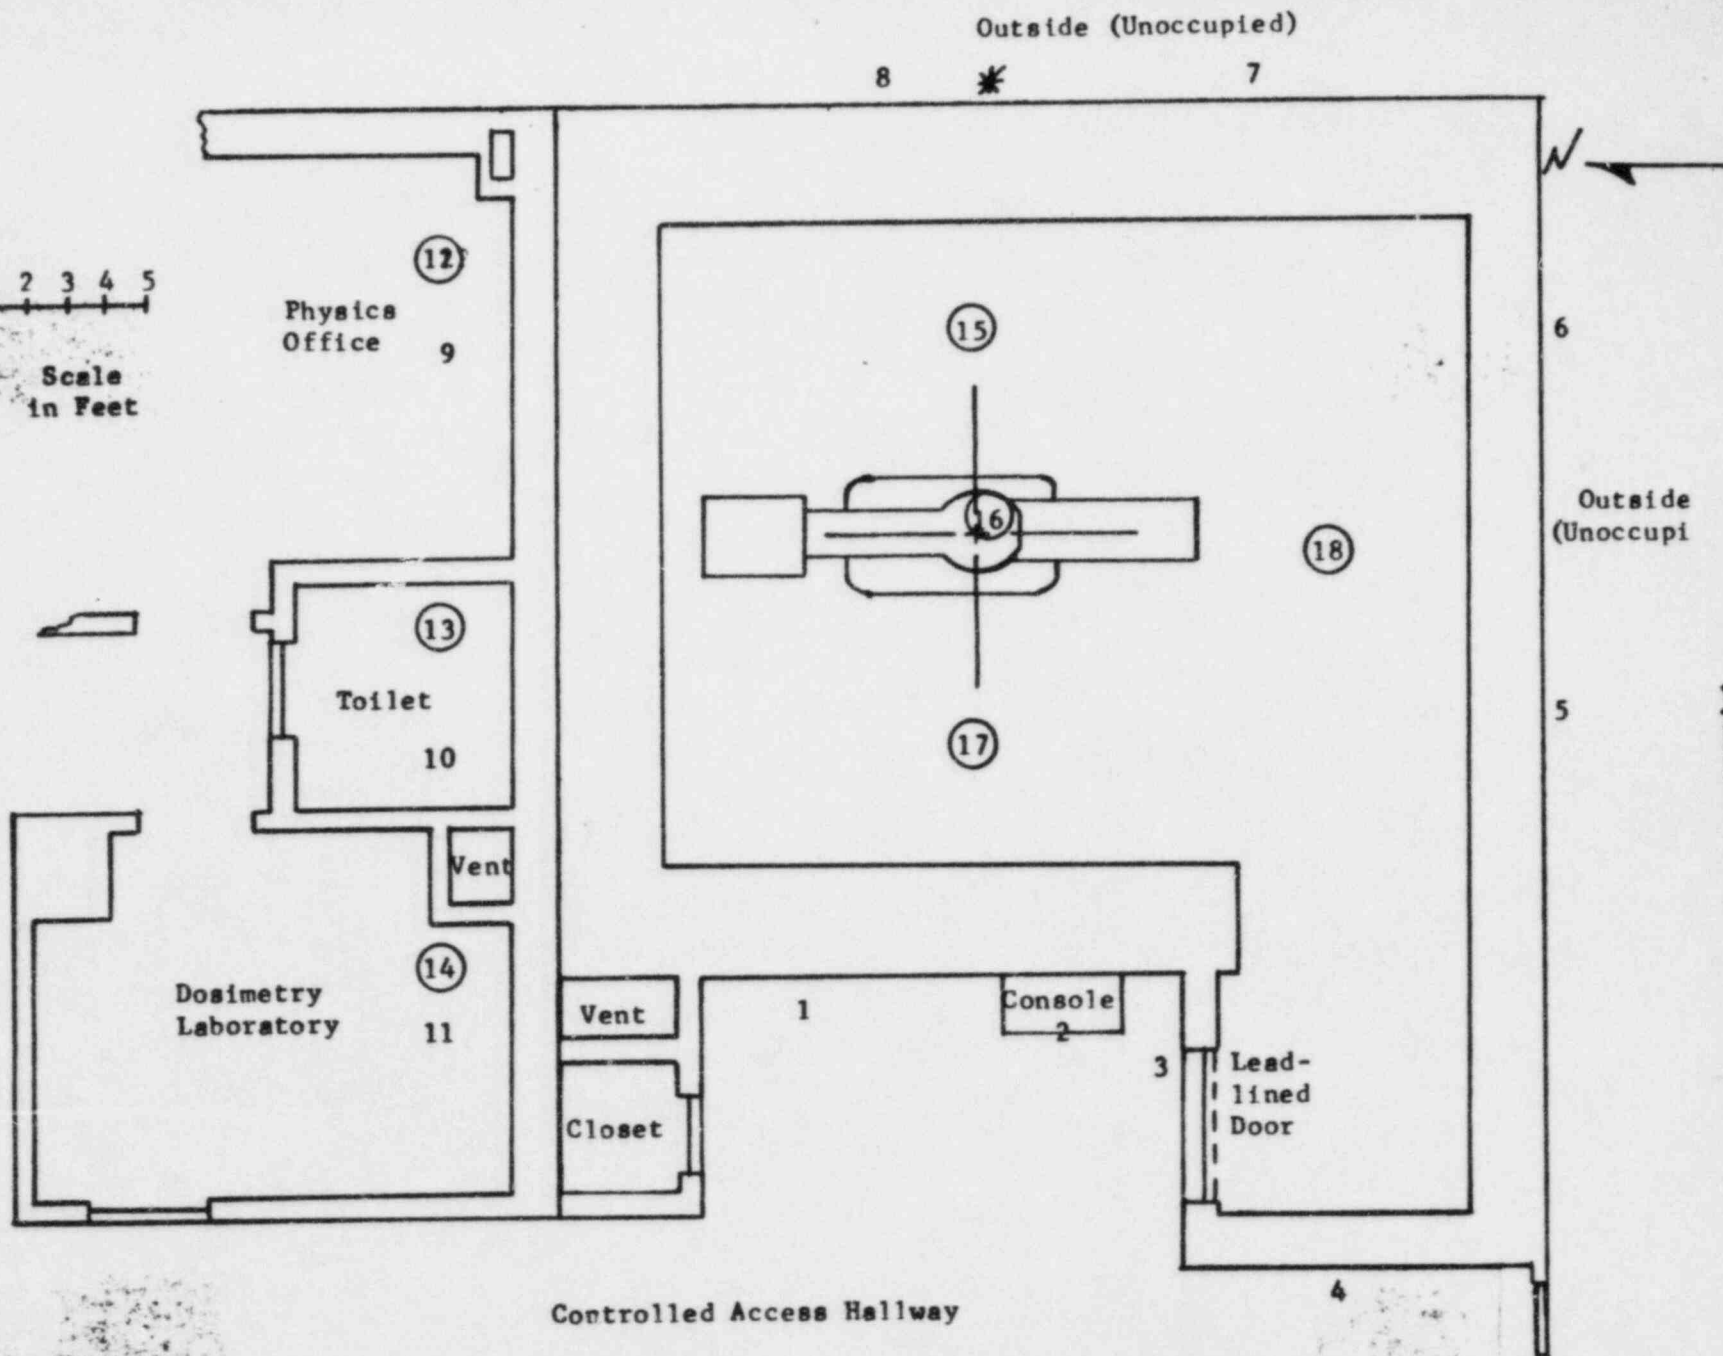 Outside (Unoccupied)
8
7
N
12
2 3 4 5
Physics
Office
9
15
6
Scale
in Feet
16
18
Outside
(Unoccupi
13
Toilet
10
17
5
Vent
14
Dosimetry
Laboratory
11
Vent
1
Console
2
3
Lead-
lined
Door
Closet
4
Controlled Access Hallway